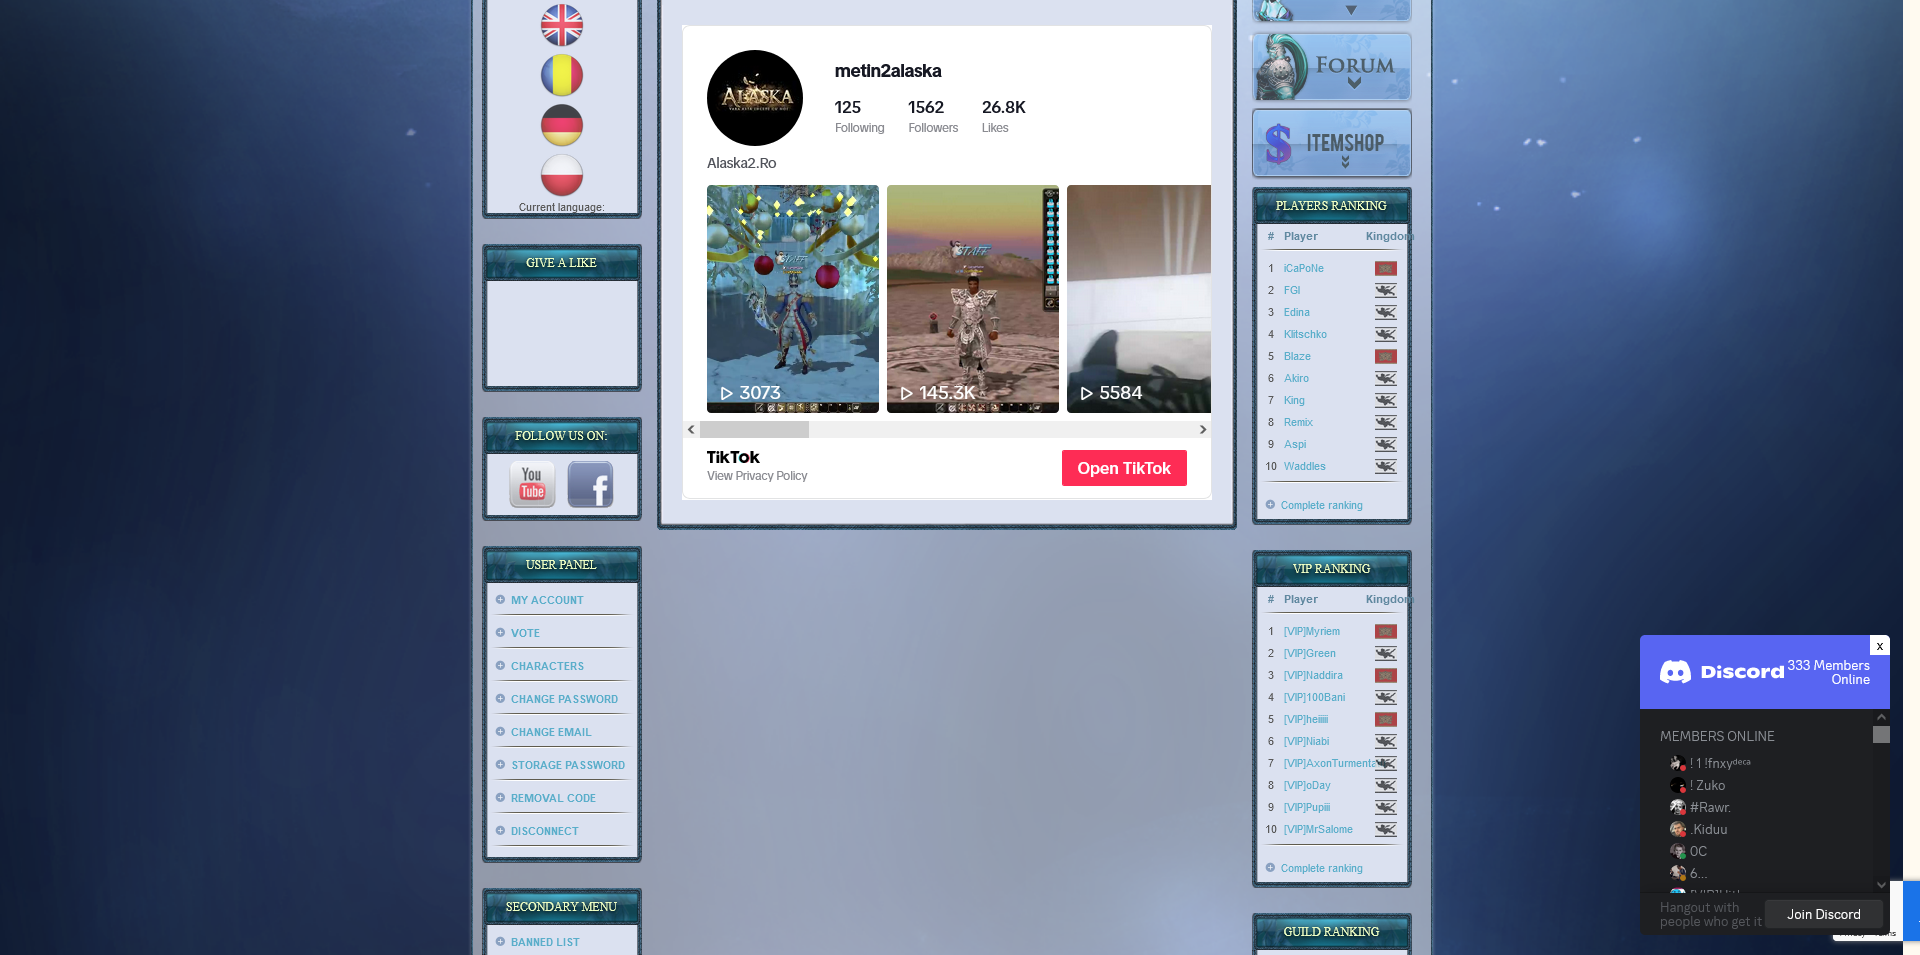 Current language:
GIVE A LIKE
FOLLOW US ON:
You
Tube
f
USER PANEL
MY ACCOUNT
VOTE
CHARACTERS
CHANGE PASSWORD
CHANGE EMAIL
STORAGE PASSWORD
REMOVAL CODE
DISCONNECT
SECONDARY MENU
BANNED LIST
ALASKA
metin2alaska
125 1562 26.8K
Following Followers Likes
Alaska2.Ro
STAFF
3073
STAFF
145.3K
5584
TikTok
View Privacy Policy
Open TikTok
FORUM
$ ITEMSHOP
PLAYERS RANKING
# Player Kingdom
1 iCaPoNe
2 FGI
3 Edina
4 Klitschko
5 Blaze
6 Akiro
7 King
8 Remix
9 Aspi
10 Waddles
Complete ranking
VIP RANKING
# Player Kingdom
1 [VIP]Myriem
2 [VIP]Green
3 [VIP]Naddira
4 [VIP]100Bani
5 [VIP]heiiiii
6 [VIP]Niabi
7 [VIP]AxonTurmenta
8 [VIP]oDay
9 [VIP]Pupiii
10 [VIP]MrSalome
Complete ranking
GUILD RANKING
x
Discord 333 Members
Online
MEMBERS ONLINE
! 1 !fnxyᵈᵉᶜᵃ
! Zuko
#Rawr.
.Kiduu
0C
6...
Hangout with
people who get it
Join Discord